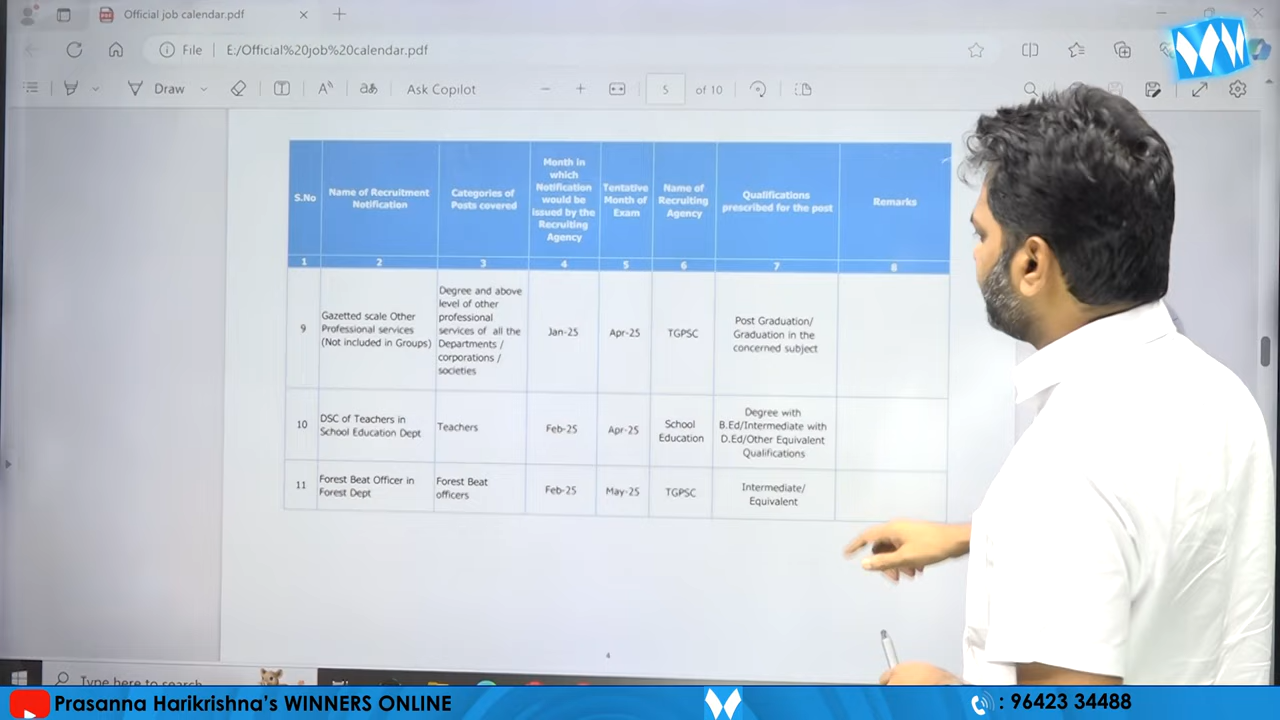 Official job calendar.pdf
File
E:/Official%20job%20calendar.pdf
Draw
Ask Copilot
5
of 10
S.No
Name of Recruitment
Notification
Categories of
Posts covered
Month in
which
Notification
would be
issued by the
Recruiting
Agency
Tentative
Month of
Exam
Name of
Recruiting
Agency
Qualifications
prescribed for the post
Remarks
1
2
3
4
5
6
7
8
9
Gazetted scale Other
Professional services
(Not included in Groups)
Degree and above
level of other
professional
services of all the
Departments /
corporations /
societies
Jan-25
Apr-25
TGPSC
Post Graduation/
Graduation in the
concerned subject
10
DSC of Teachers in
School Education Dept
Teachers
Feb-25
Apr-25
School
Education
Degree with
B.Ed/Intermediate with
D.Ed/Other Equivalent
Qualifications
11
Forest Beat Officer in
Forest Dept
Forest Beat
officers
Feb-25
May-25
TGPSC
Intermediate/
Equivalent
4
Type here to search
Prasanna Harikrishna's WINNERS ONLINE
: 96423 34488